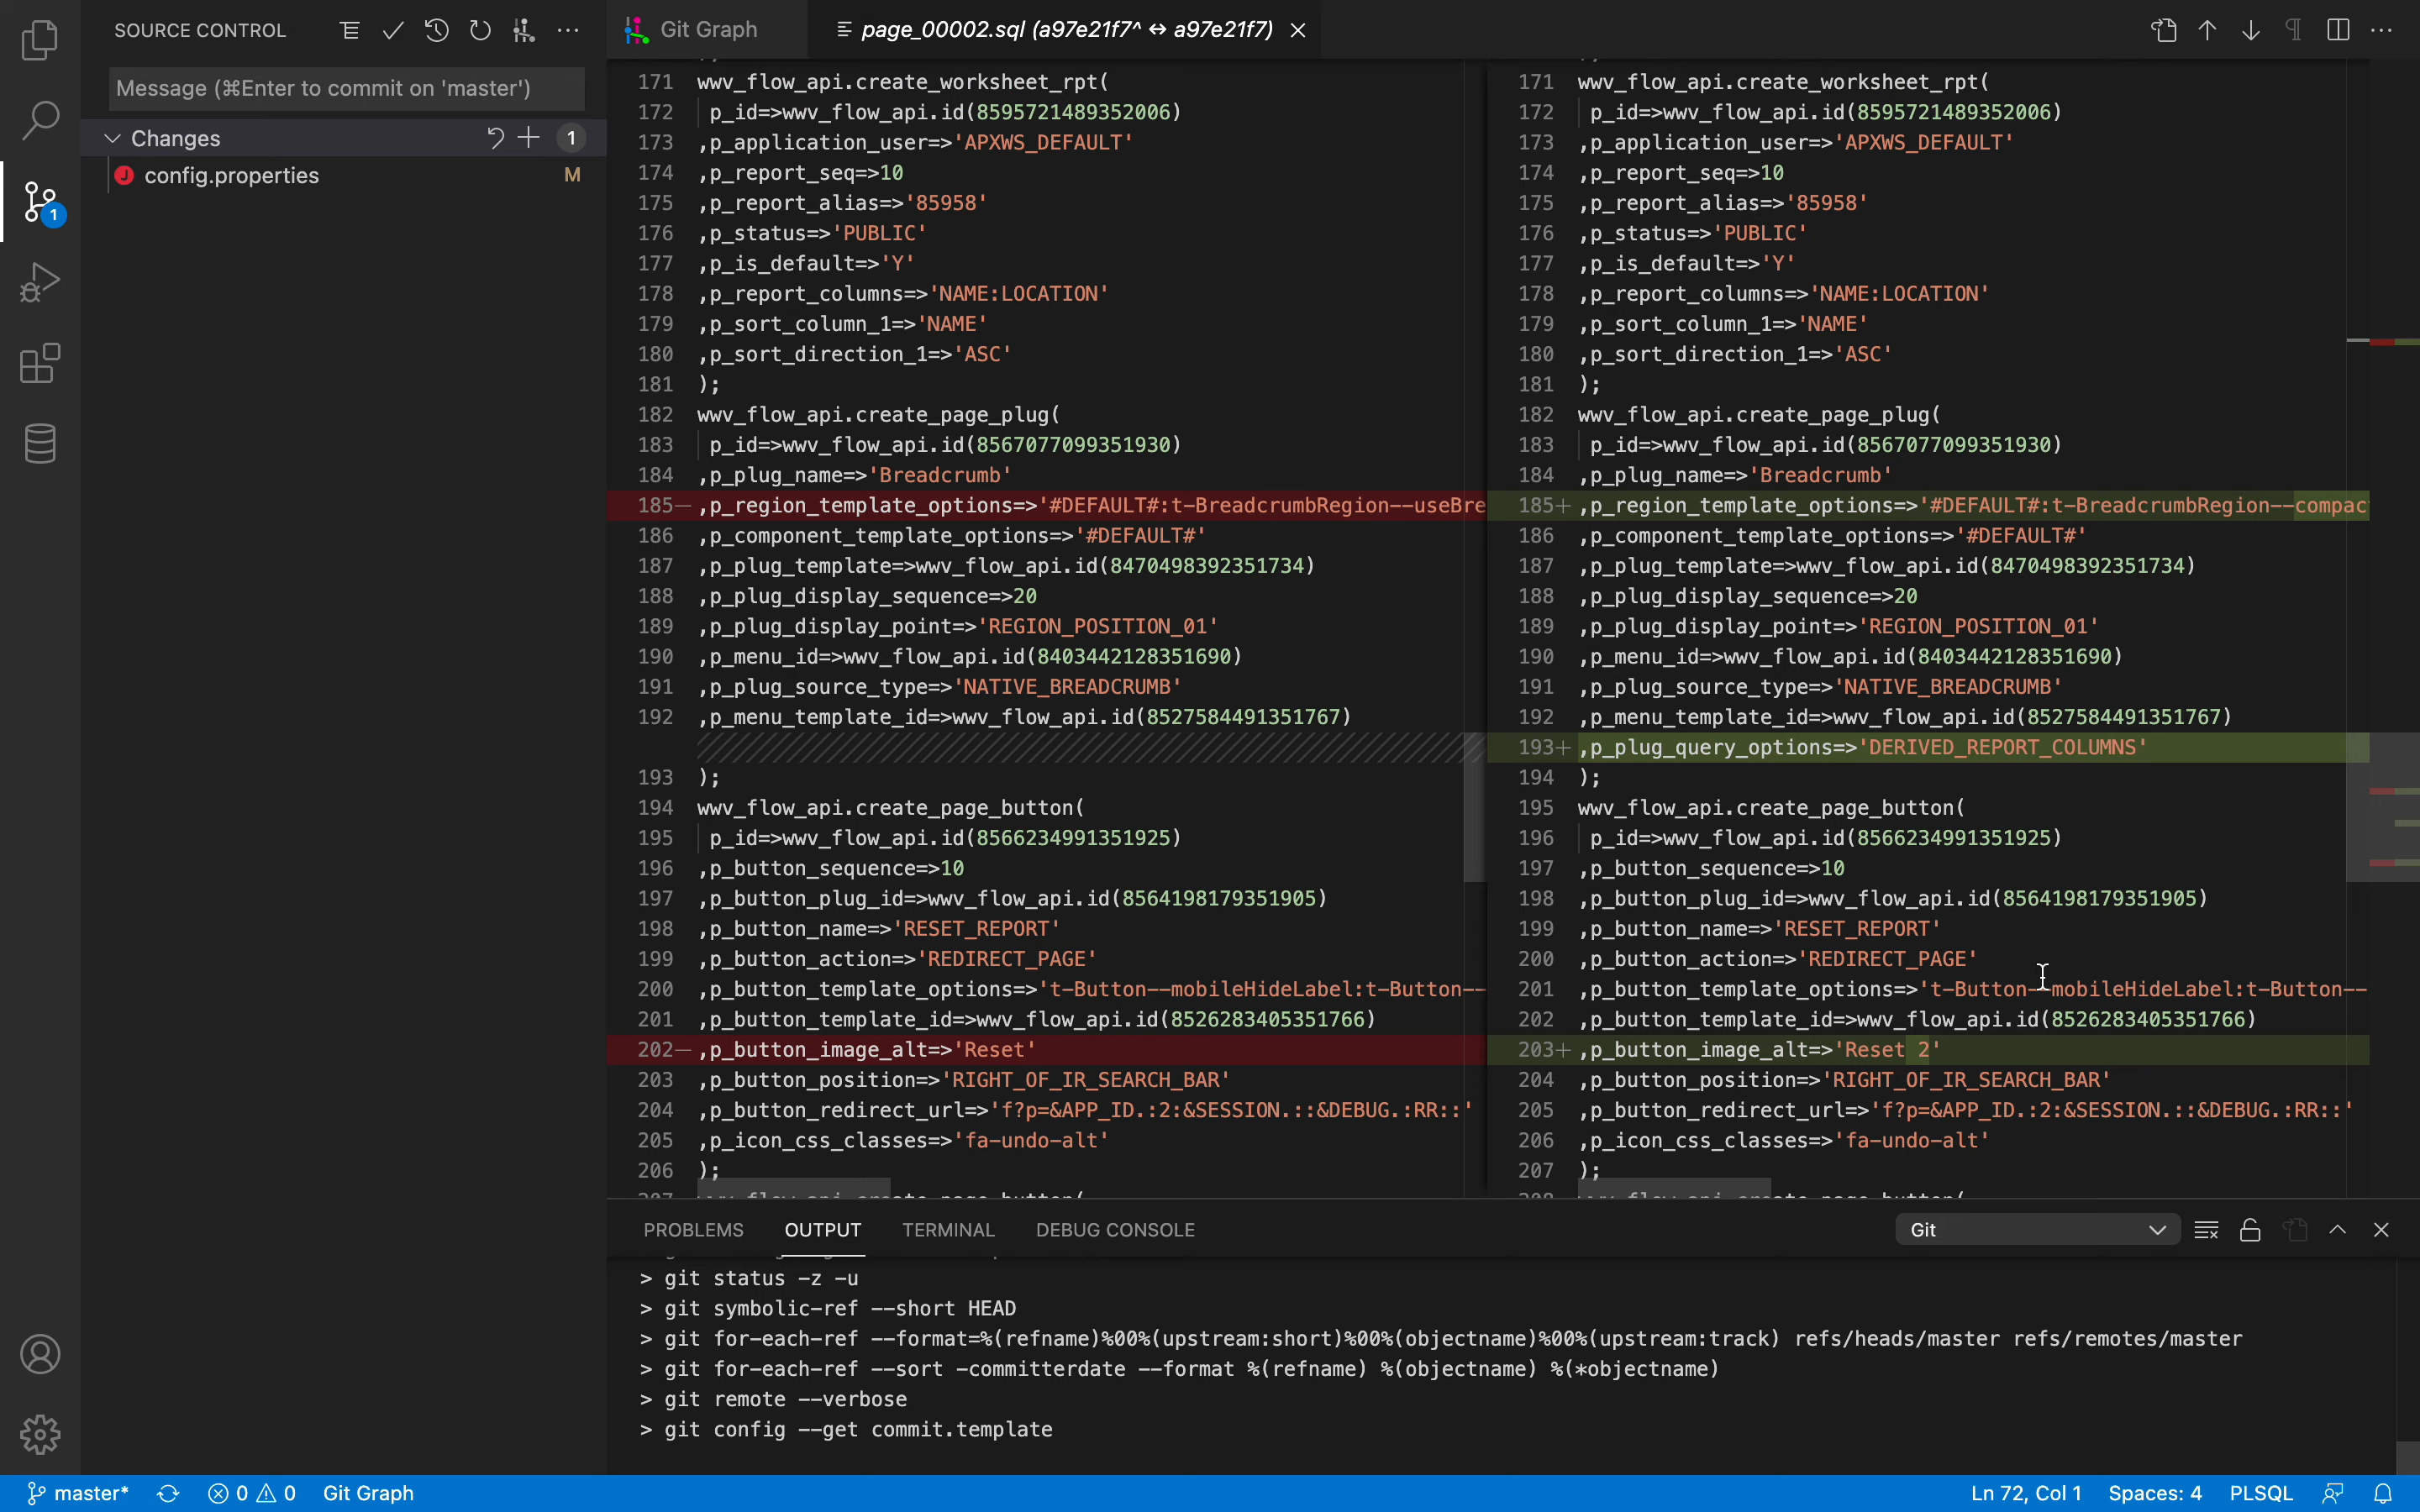 SOURCE CONTROL
Message (⌘Enter to commit on 'master')
Changes
1
config.properties
M
1
Git Graph
page_00002.sql (a97e21f7^ ↔ a97e21f7)
171 wwv_flow_api.create_worksheet_rpt(
172 p_id=>wwv_flow_api.id(8595721489352006)
173 ,p_application_user=>'APXWS_DEFAULT'
174 ,p_report_seq=>10
175 ,p_report_alias=>'85958'
176 ,p_status=>'PUBLIC'
177 ,p_is_default=>'Y'
178 ,p_report_columns=>'NAME:LOCATION'
179 ,p_sort_column_1=>'NAME'
180 ,p_sort_direction_1=>'ASC'
181 );
182 wwv_flow_api.create_page_plug(
183 p_id=>wwv_flow_api.id(8567077099351930)
184 ,p_plug_name=>'Breadcrumb'
185— ,p_region_template_options=>'#DEFAULT#:t-BreadcrumbRegion--useBre
186 ,p_component_template_options=>'#DEFAULT#'
187 ,p_plug_template=>wwv_flow_api.id(8470498392351734)
188 ,p_plug_display_sequence=>20
189 ,p_plug_display_point=>'REGION_POSITION_01'
190 ,p_menu_id=>wwv_flow_api.id(8403442128351690)
191 ,p_plug_source_type=>'NATIVE_BREADCRUMB'
192 ,p_menu_template_id=>wwv_flow_api.id(8527584491351767)
193 );
194 wwv_flow_api.create_page_button(
195 p_id=>wwv_flow_api.id(8566234991351925)
196 ,p_button_sequence=>10
197 ,p_button_plug_id=>wwv_flow_api.id(8564198179351905)
198 ,p_button_name=>'RESET_REPORT'
199 ,p_button_action=>'REDIRECT_PAGE'
200 ,p_button_template_options=>'t-Button--mobileHideLabel:t-Button--
201 ,p_button_template_id=>wwv_flow_api.id(8526283405351766)
202— ,p_button_image_alt=>'Reset'
203 ,p_button_position=>'RIGHT_OF_IR_SEARCH_BAR'
204 ,p_button_redirect_url=>'f?p=&APP_ID.:2:&SESSION.::&DEBUG.:RR::'
205 ,p_icon_css_classes=>'fa-undo-alt'
206 );
171 wwv_flow_api.create_worksheet_rpt(
172 p_id=>wwv_flow_api.id(8595721489352006)
173 ,p_application_user=>'APXWS_DEFAULT'
174 ,p_report_seq=>10
175 ,p_report_alias=>'85958'
176 ,p_status=>'PUBLIC'
177 ,p_is_default=>'Y'
178 ,p_report_columns=>'NAME:LOCATION'
179 ,p_sort_column_1=>'NAME'
180 ,p_sort_direction_1=>'ASC'
181 );
182 wwv_flow_api.create_page_plug(
183 p_id=>wwv_flow_api.id(8567077099351930)
184 ,p_plug_name=>'Breadcrumb'
185+ ,p_region_template_options=>'#DEFAULT#:t-BreadcrumbRegion--compac
186 ,p_component_template_options=>'#DEFAULT#'
187 ,p_plug_template=>wwv_flow_api.id(8470498392351734)
188 ,p_plug_display_sequence=>20
189 ,p_plug_display_point=>'REGION_POSITION_01'
190 ,p_menu_id=>wwv_flow_api.id(8403442128351690)
191 ,p_plug_source_type=>'NATIVE_BREADCRUMB'
192 ,p_menu_template_id=>wwv_flow_api.id(8527584491351767)
193+ ,p_plug_query_options=>'DERIVED_REPORT_COLUMNS'
194 );
195 wwv_flow_api.create_page_button(
196 p_id=>wwv_flow_api.id(8566234991351925)
197 ,p_button_sequence=>10
198 ,p_button_plug_id=>wwv_flow_api.id(8564198179351905)
199 ,p_button_name=>'RESET_REPORT'
200 ,p_button_action=>'REDIRECT_PAGE'
201 ,p_button_template_options=>'t-Button--mobileHideLabel:t-Button--
202 ,p_button_template_id=>wwv_flow_api.id(8526283405351766)
203+ ,p_button_image_alt=>'Reset 2'
204 ,p_button_position=>'RIGHT_OF_IR_SEARCH_BAR'
205 ,p_button_redirect_url=>'f?p=&APP_ID.:2:&SESSION.::&DEBUG.:RR::'
206 ,p_icon_css_classes=>'fa-undo-alt'
207 );
PROBLEMS OUTPUT TERMINAL DEBUG CONSOLE
Git
> git status -z -u
> git symbolic-ref --short HEAD
> git for-each-ref --format=%(refname)%00%(upstream:short)%00%(objectname)%00%(upstream:track) refs/heads/master refs/remotes/master
> git for-each-ref --sort -committerdate --format %(refname) %(objectname) %(*objectname)
> git remote --verbose
> git config --get commit.template
master* 0 0 Git Graph
Ln 72, Col 1 Spaces: 4 PLSQL